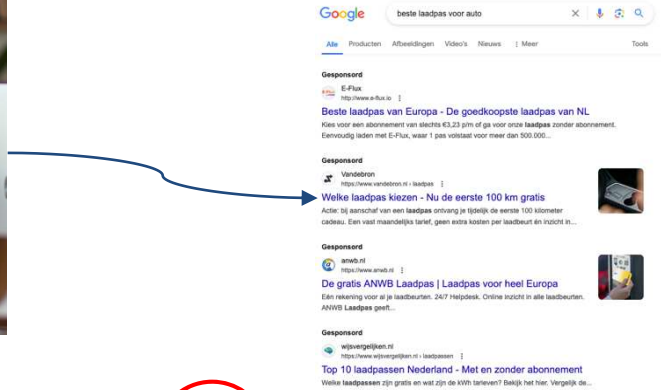 Google
beste laadpas voor auto
Alle Producten Afbeeldingen Video's Nieuws Meer Tools
Gesponsord
E-Flux
http://www.e-flux.io
Beste laadpas van Europa - De goedkoopste laadpas van NL
Kies voor een abonnement van slechts €3,23 p/m of ga voor onze laadpas zonder abonnement.
Eenvoudig laden met E-Flux, waar 1 pas volstaat voor meer dan 500.000...
Gesponsord
Vandebron
https://www.vandebron.nl › laadpas
Welke laadpas kiezen - Nu de eerste 100 km gratis
Actie: bij aanschaf van een laadpas ontvang je tijdelijk de eerste 100 kilometer
cadeau. Een vast maandelijks tarief, geen extra kosten per laadbeurt én inzicht in...
Gesponsord
anwb.nl
https://www.anwb.nl
De gratis ANWB Laadpas | Laadpas voor heel Europa
Eén rekening voor al je laadbeurten. 24/7 Helpdesk. Online inzicht in alle laadbeurten.
ANWB Laadpas geeft...
Gesponsord
wijsvergelijken.nl
https://www.wijsvergelijken.nl › laadpassen
Top 10 laadpassen Nederland - Met en zonder abonnement
Welke laadpassen zijn gratis en wat zijn de kWh tarieven? Bekijk het hier. Vergelijk de...